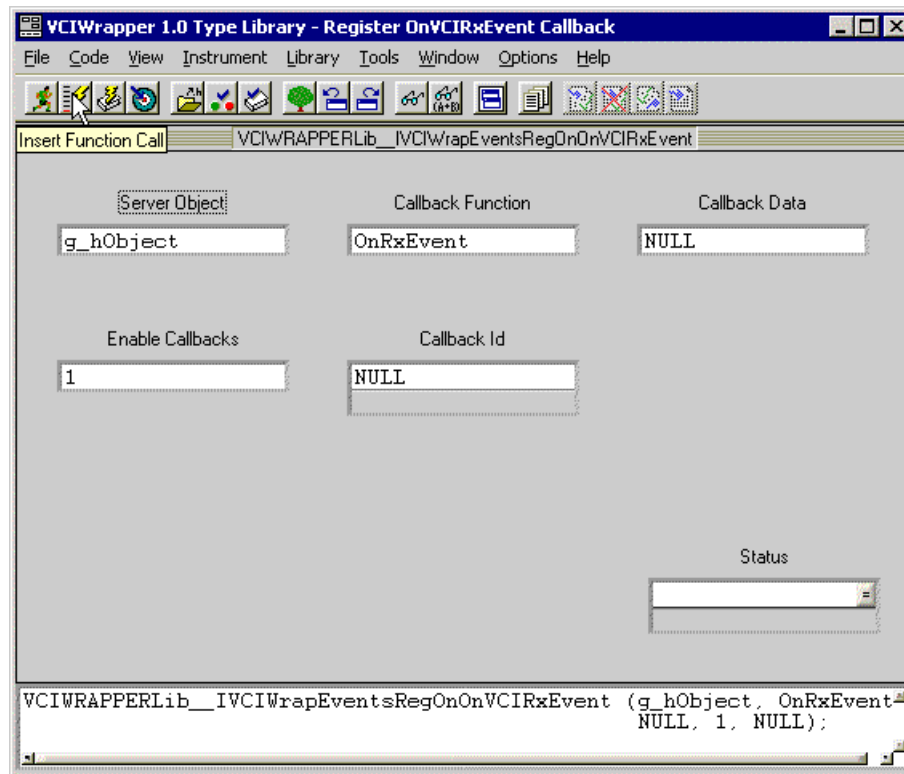 VCIWrapper 1.0 Type Library - Register OnVCIRxEvent Callback
File Code View Instrument Library Tools Window Options Help
Insert Function Call
VCIWRAPPERLib__IVCIWrapEventsRegOnOnVCIRxEvent
Server Object Callback Function Callback Data
g_hObject OnRxEvent NULL
Enable Callbacks Callback Id
1 NULL
Status
VCIWRAPPERLib__IVCIWrapEventsRegOnOnVCIRxEvent (g_hObject, OnRxEvent
NULL, 1, NULL);